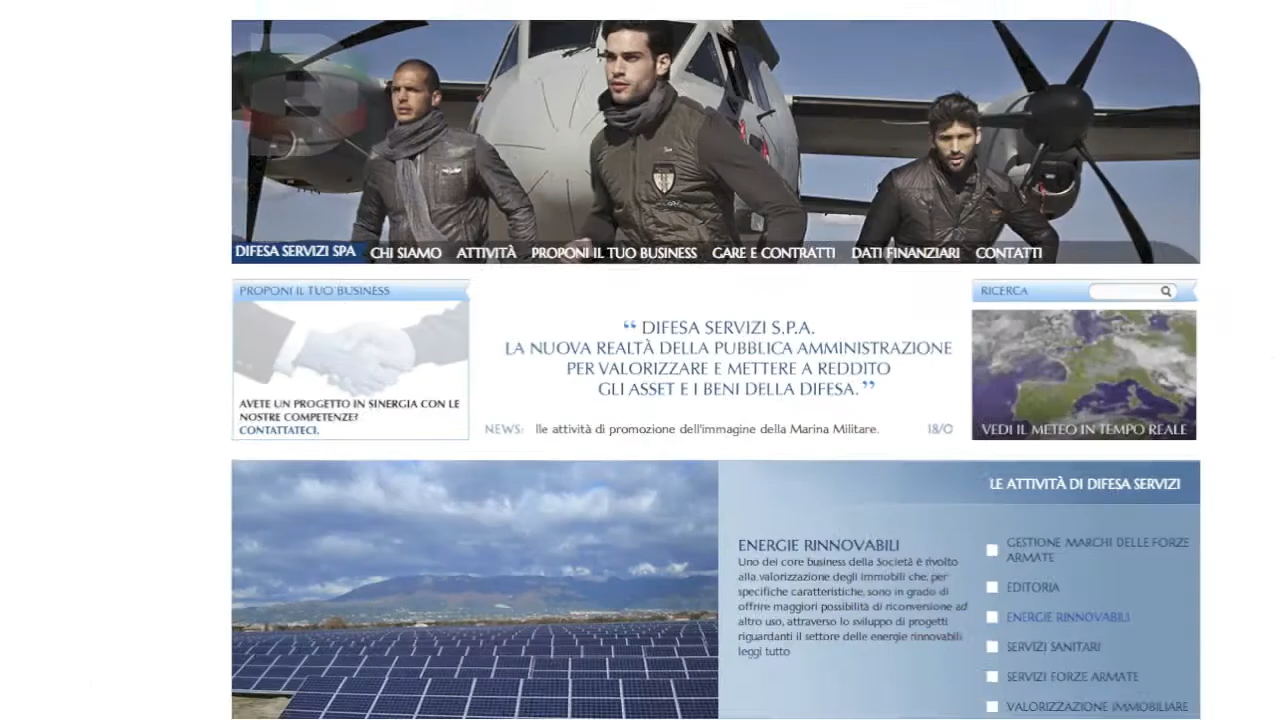 DIFESA SERVIZI SPA CHI SIAMO ATTIVITÀ PROPONI IL TUO BUSINESS GARE E CONTRATTI DATI FINANZIARI CONTATTI
PROPONI IL TUO BUSINESS
AVETE UN PROGETTO IN SINERGIA CON LE
NOSTRE COMPETENZE?
CONTATTATECI.
“ DIFESA SERVIZI S.P.A.
LA NUOVA REALTÀ DELLA PUBBLICA AMMINISTRAZIONE
PER VALORIZZARE E METTERE A REDDITO
GLI ASSET E I BENI DELLA DIFESA. ”
NEWS: lle attività di promozione dell'immagine della Marina Militare. 18/0
RICERCA
VEDI IL METEO IN TEMPO REALE
ENERGIE RINNOVABILI
Uno dei core business della Società è rivolto
alla valorizzazione degli immobili che, per
specifiche caratteristiche, sono in grado di
offrire maggiori possibilità di riconversione ad
altro uso, attraverso lo sviluppo di progetti
riguardanti il settore delle energie rinnovabili
leggi tutto
LE ATTIVITÀ DI DIFESA SERVIZI
GESTIONE MARCHI DELLE FORZE
ARMATE
EDITORIA
ENERGIE RINNOVABILI
SERVIZI SANITARI
SERVIZI FORZE ARMATE
VALORIZZAZIONE IMMOBILIARE